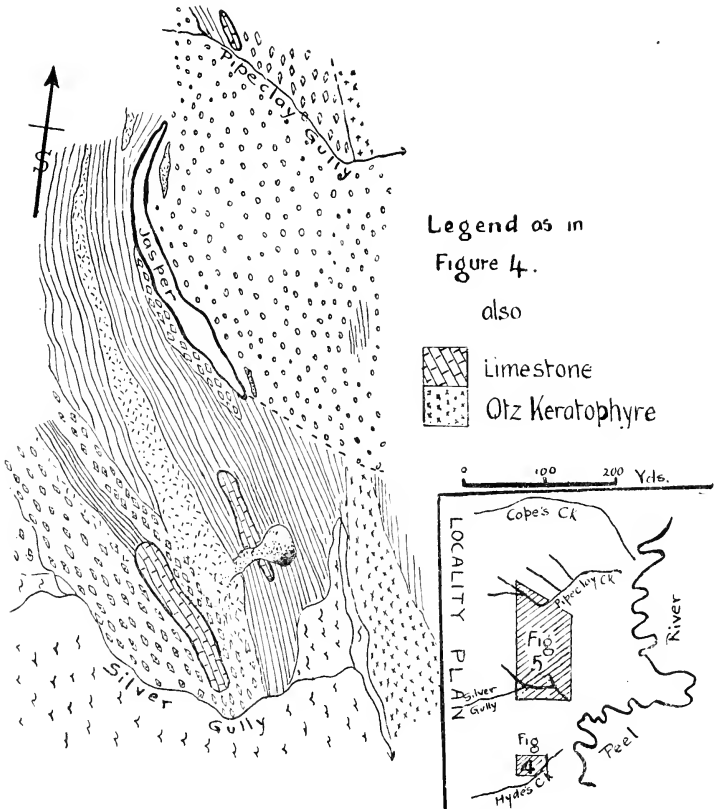 Pipeclay Gully
Jasper
Silver Gully
Legend as in
Figure 4.
also
Limestone
Qtz Keratophyre
0 100 200 Yds.
LOCALITY PLAN
Cope's Ck
Pipeclay Ck
River
Fig
5
Silver
Gully
Peel
Fig
4
Hyde's Ck